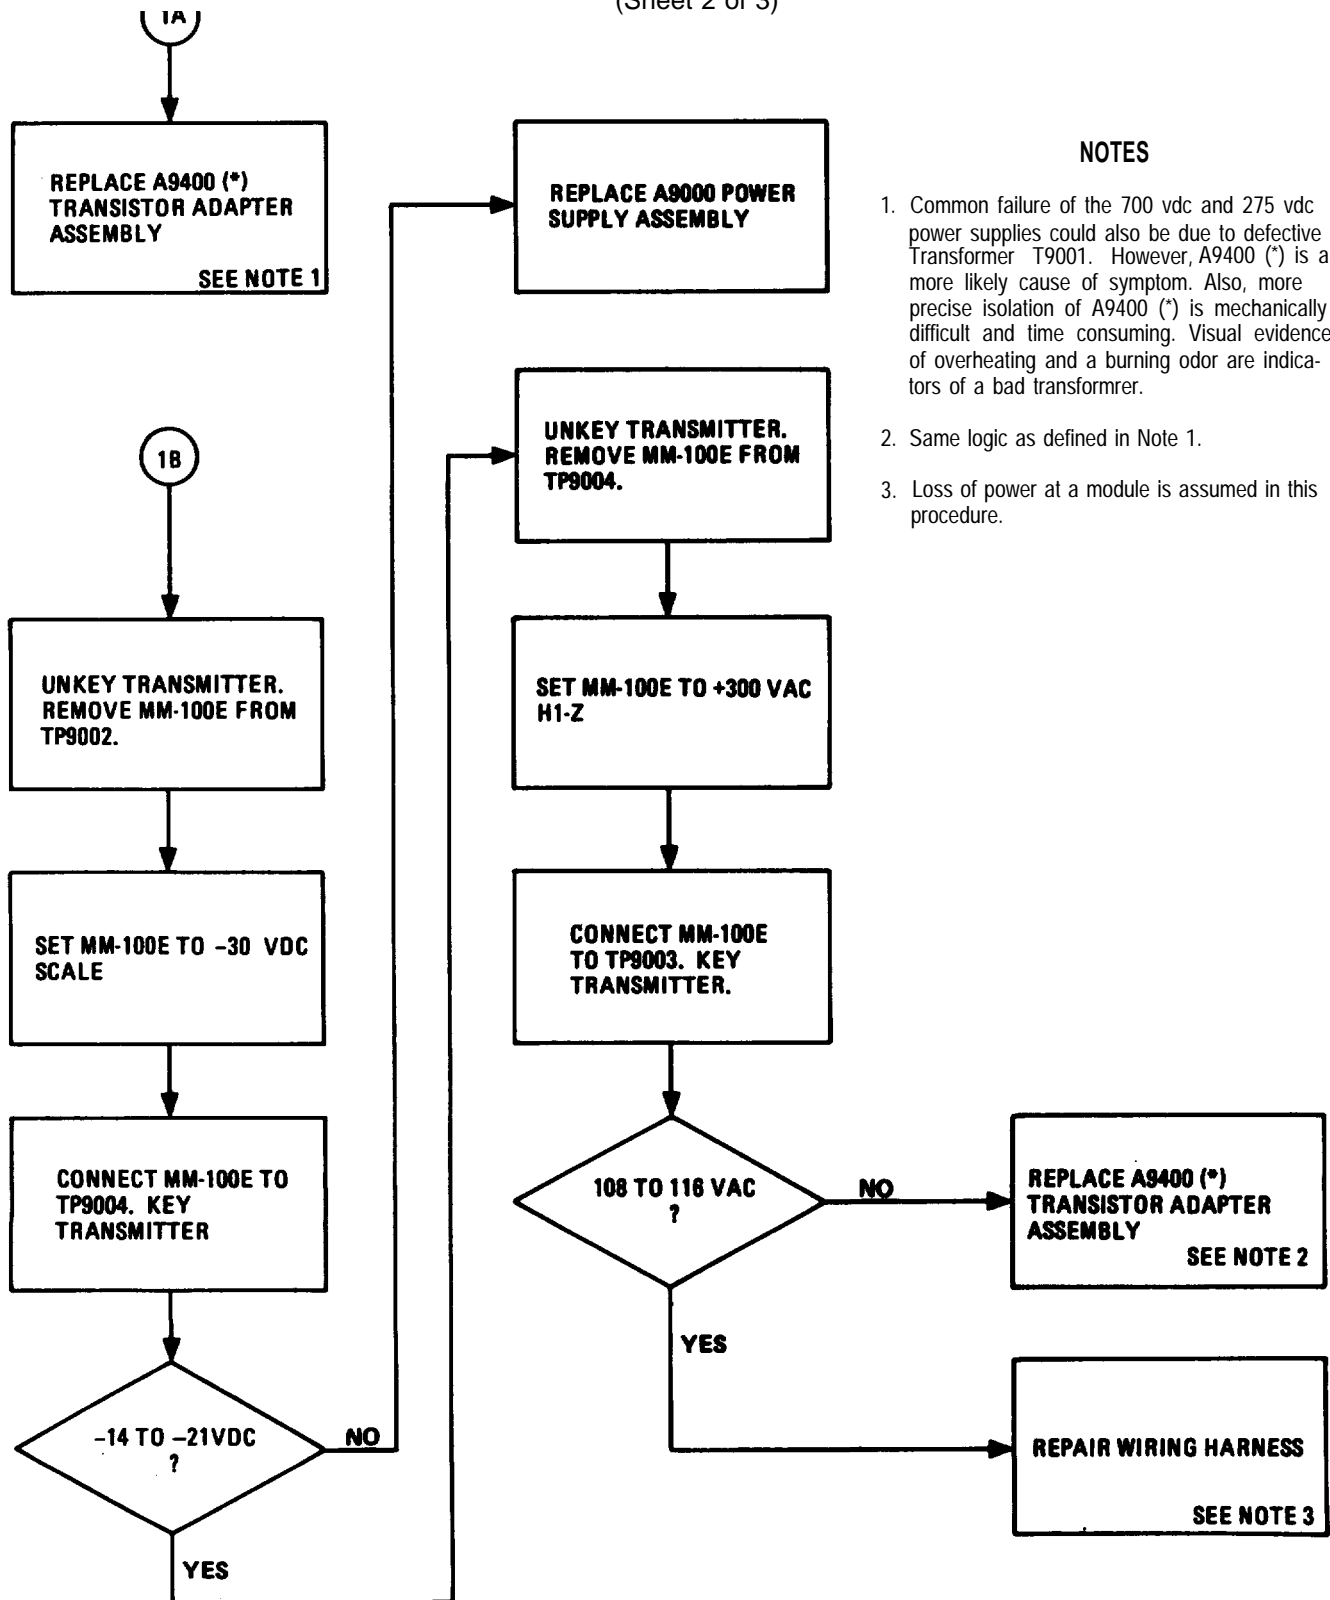 (Sheet 2 of 3)
1A
REPLACE A9400 (*)
TRANSISTOR ADAPTER
ASSEMBLY
SEE NOTE 1
1B
UNKEY TRANSMITTER.
REMOVE MM-100E FROM
TP9002.
SET MM-100E TO -30 VDC
SCALE
CONNECT MM-100E TO
TP9004. KEY
TRANSMITTER
-14 TO -21VDC
?
NO
YES
REPLACE A9000 POWER
SUPPLY ASSEMBLY
UNKEY TRANSMITTER.
REMOVE MM-100E FROM
TP9004.
SET MM-100E TO +300 VAC
H1-Z
CONNECT MM-100E
TO TP9003. KEY
TRANSMITTER.
108 TO 116 VAC
?
NO
YES
REPLACE A9400 (*)
TRANSISTOR ADAPTER
ASSEMBLY
SEE NOTE 2
REPAIR WIRING HARNESS
SEE NOTE 3
NOTES
1. Common failure of the 700 vdc and 275 vdc
power supplies could also be due to defective
Transformer T9001. However, A9400 (*) is a
more likely cause of symptom. Also, more
precise isolation of A9400 (*) is mechanically
difficult and time consuming. Visual evidence
of overheating and a burning odor are indica-
tors of a bad transformrer.
2. Same logic as defined in Note 1.
3. Loss of power at a module is assumed in this
procedure.